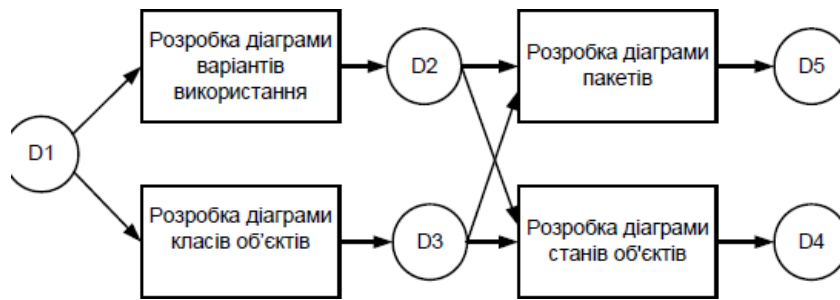 Розробка діаграми
варіантів
використання
D2
Розробка діаграми
пакетів
D5
D1
Розробка діаграми
класів об'єктів
D3
Розробка діаграми
станів об'єктів
D4